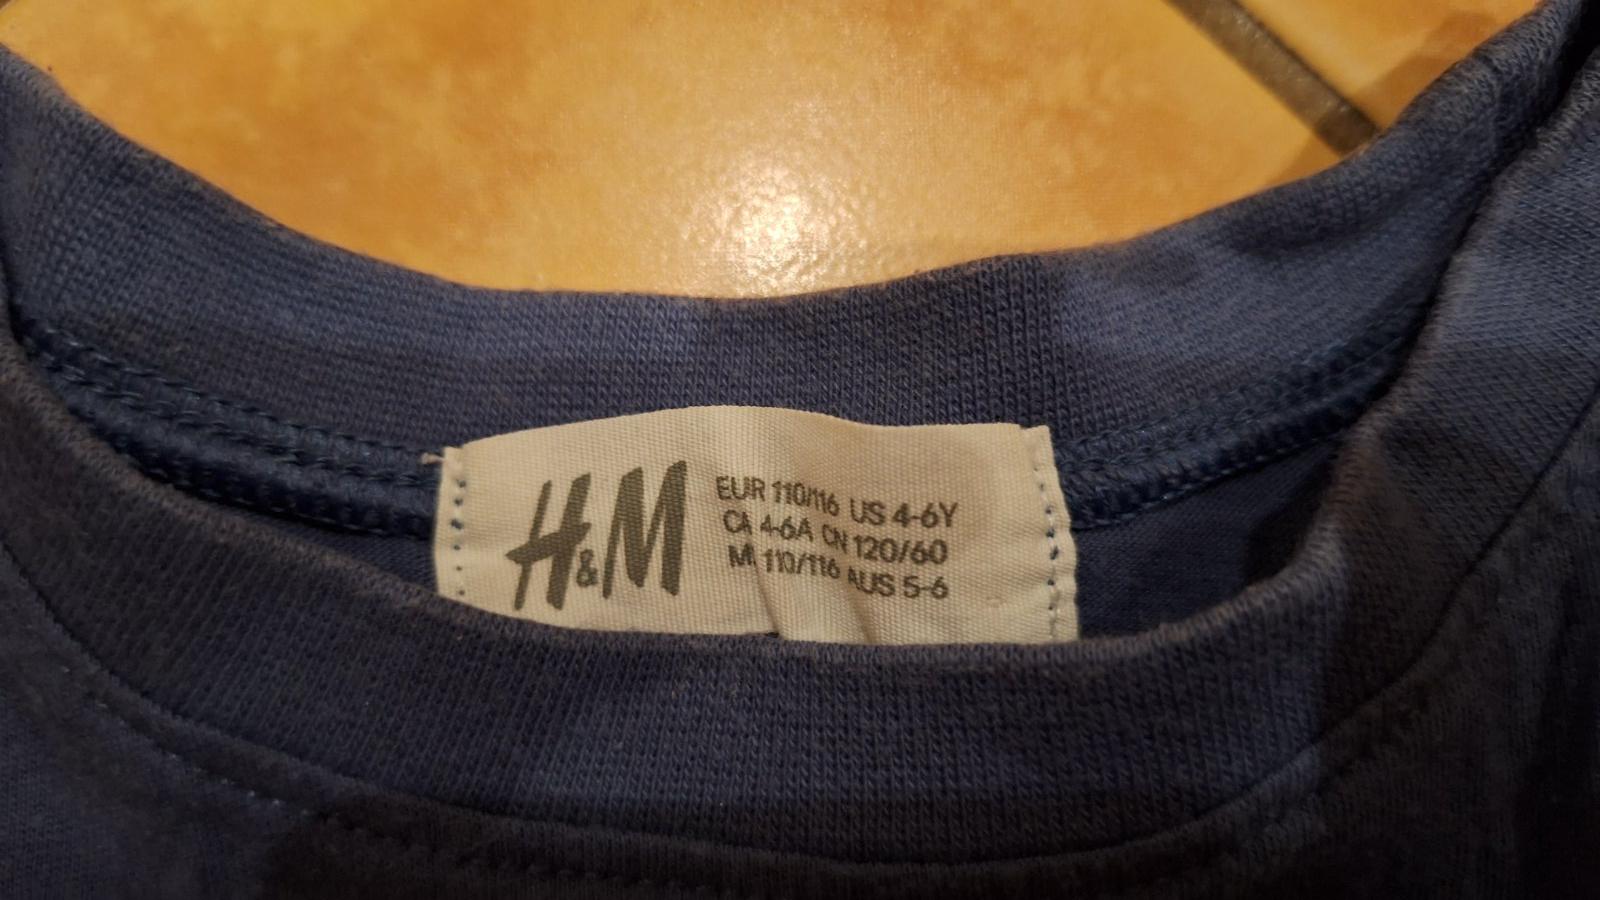 H&M
EUR 110/116 US 4-6Y
CA 4-6A CN 120/60
M 110/116 AUS 5-6